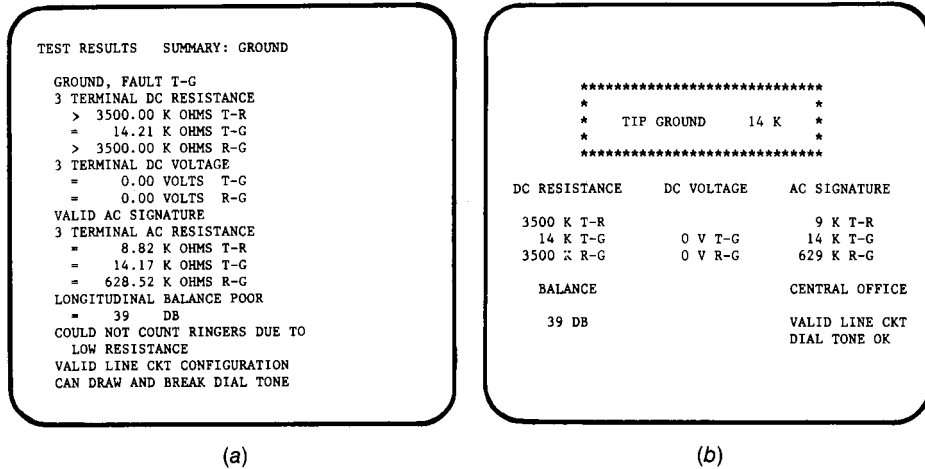 TEST RESULTS SUMMARY: GROUND
GROUND, FAULT T-G
3 TERMINAL DC RESISTANCE
> 3500.00 K OHMS T-R
= 14.21 K OHMS T-G
> 3500.00 K OHMS R-G
3 TERMINAL DC VOLTAGE
= 0.00 VOLTS T-G
= 0.00 VOLTS R-G
VALID AC SIGNATURE
3 TERMINAL AC RESISTANCE
= 8.82 K OHMS T-R
= 14.17 K OHMS T-G
= 628.52 K OHMS R-G
LONGITUDINAL BALANCE POOR
= 39 DB
COULD NOT COUNT RINGERS DUE TO
LOW RESISTANCE
VALID LINE CKT CONFIGURATION
CAN DRAW AND BREAK DIAL TONE
(a)
****************************
* *
* TIP GROUND 14 K *
* *
****************************
DC RESISTANCE DC VOLTAGE AC SIGNATURE
3500 K T-R 9 K T-R
14 K T-G 0 V T-G 14 K T-G
3500 K R-G 0 V R-G 629 K R-G
BALANCE CENTRAL OFFICE
39 DB VALID LINE CKT
DIAL TONE OK
(b)